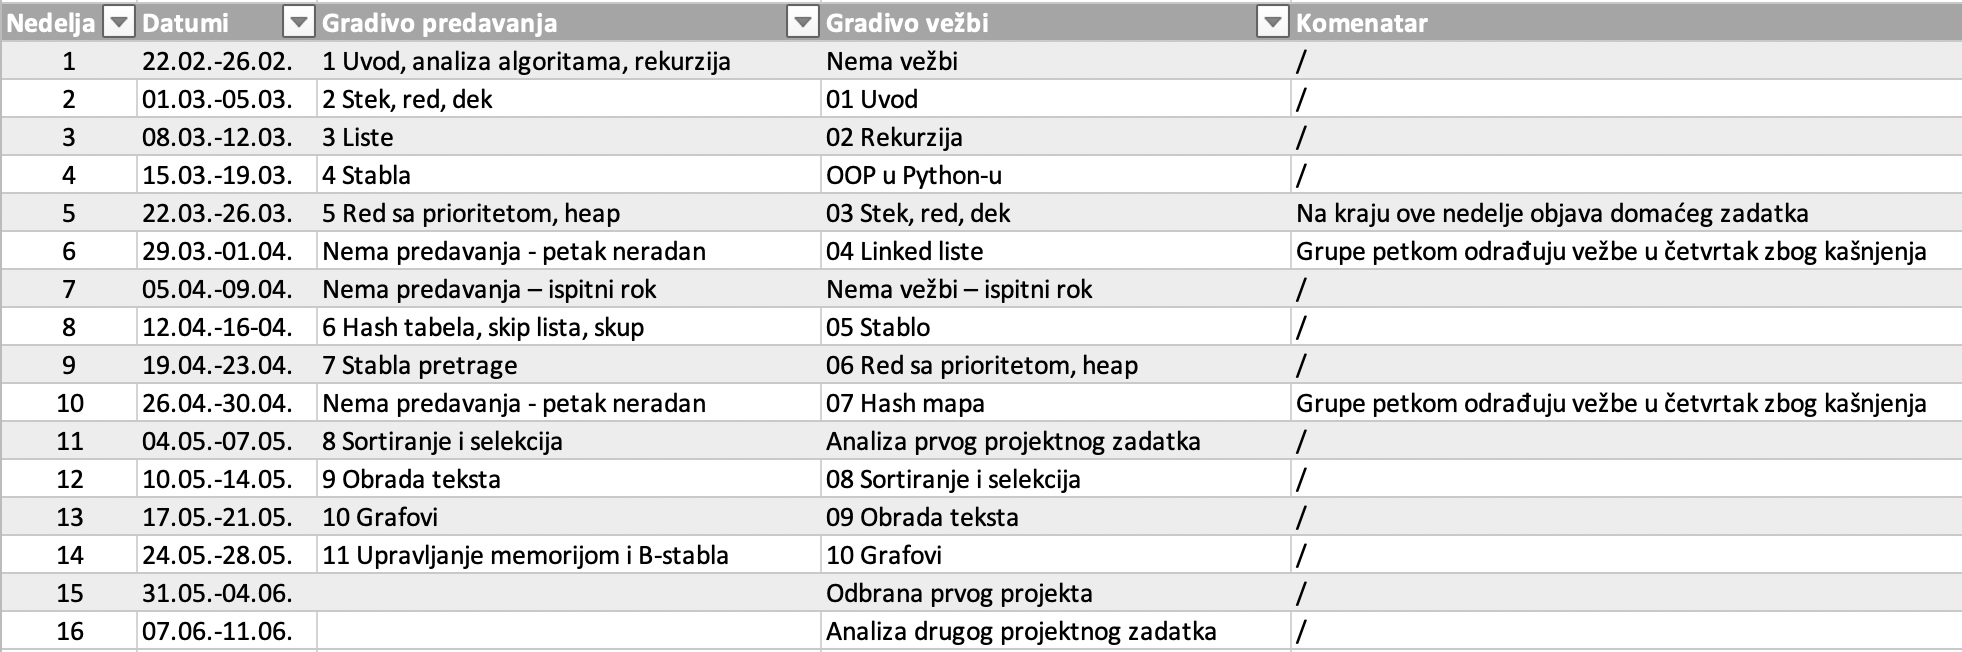 Nedelja Datumi Gradivo predavanja Gradivo vežbi Komenatar
1 22.02.-26.02. 1 Uvod, analiza algoritama, rekurzija Nema vežbi /
2 01.03.-05.03. 2 Stek, red, dek 01 Uvod /
3 08.03.-12.03. 3 Liste 02 Rekurzija /
4 15.03.-19.03. 4 Stabla OOP u Python-u /
5 22.03.-26.03. 5 Red sa prioritetom, heap 03 Stek, red, dek Na kraju ove nedelje objava domaćeg zadatka
6 29.03.-01.04. Nema predavanja - petak neradan 04 Linked liste Grupe petkom odrađuju vežbe u četvrtak zbog kašnjenja
7 05.04.-09.04. Nema predavanja – ispitni rok Nema vežbi – ispitni rok /
8 12.04.-16-04. 6 Hash tabela, skip lista, skup 05 Stablo /
9 19.04.-23.04. 7 Stabla pretrage 06 Red sa prioritetom, heap /
10 26.04.-30.04. Nema predavanja - petak neradan 07 Hash mapa Grupe petkom odrađuju vežbe u četvrtak zbog kašnjenja
11 04.05.-07.05. 8 Sortiranje i selekcija Analiza prvog projektnog zadatka /
12 10.05.-14.05. 9 Obrada teksta 08 Sortiranje i selekcija /
13 17.05.-21.05. 10 Grafovi 09 Obrada teksta /
14 24.05.-28.05. 11 Upravljanje memorijom i B-stabla 10 Grafovi /
15 31.05.-04.06. Odbrana prvog projekta /
16 07.06.-11.06. Analiza drugog projektnog zadatka /